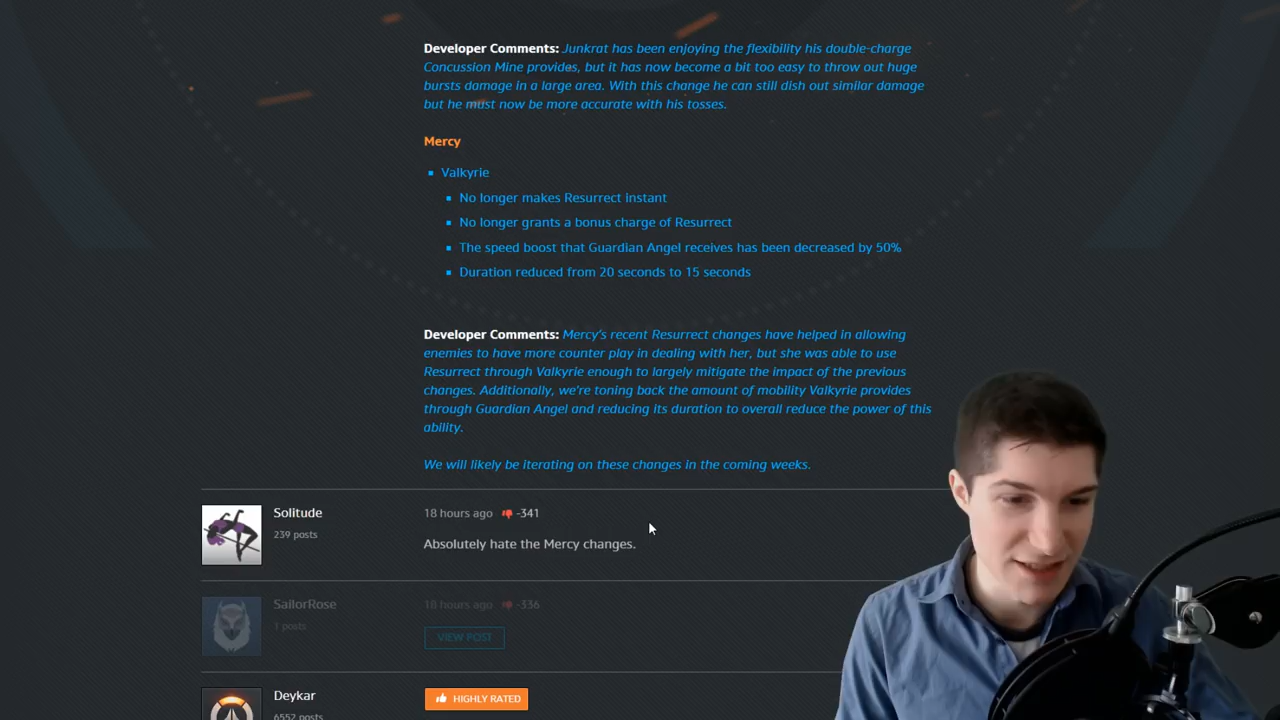 Developer Comments: Junkrat has been enjoying the flexibility his double-charge
Concussion Mine provides, but it has now become a bit too easy to throw out huge
bursts damage in a large area. With this change he can still dish out similar damage
but he must now be more accurate with his tosses.
Mercy
Valkyrie
No longer makes Resurrect instant
No longer grants a bonus charge of Resurrect
The speed boost that Guardian Angel receives has been decreased by 50%
Duration reduced from 20 seconds to 15 seconds
Developer Comments: Mercy's recent Resurrect changes have helped in allowing
enemies to have more counter play in dealing with her, but she was able to use
Resurrect through Valkyrie enough to largely mitigate the impact of the previous
changes. Additionally, we're toning back the amount of mobility Valkyrie provides
through Guardian Angel and reducing its duration to overall reduce the power of this
ability.
We will likely be iterating on these changes in the coming weeks.
Solitude
239 posts
18 hours ago -341
Absolutely hate the Mercy changes.
SailorRose
1 posts
18 hours ago -336
VIEW POST
Deykar
6552 posts
HIGHLY RATED